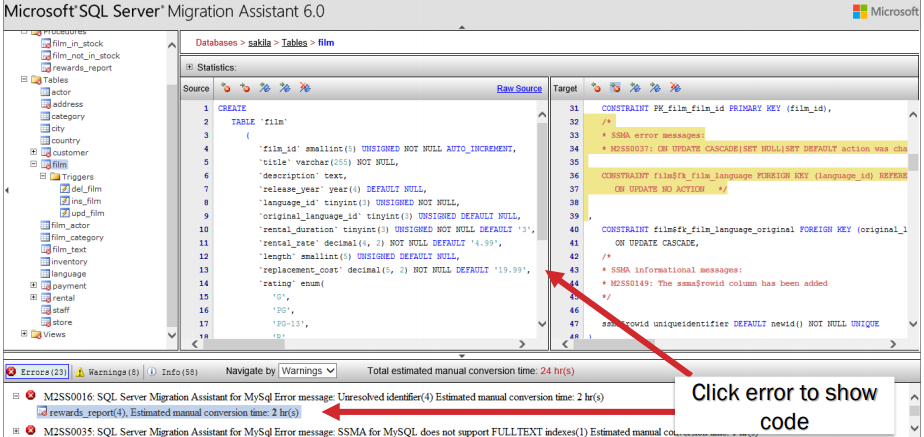 Microsoft® SQL Server® Migration Assistant 6.0
Microsoft
Procedures
film_in_stock
film_not_in_stock
rewards_report
Tables
actor
address
category
city
country
customer
film
Triggers
del_film
ins_film
upd_film
film_actor
film_category
film_text
inventory
language
payment
rental
staff
store
Views
Databases > sakila > Tables > film
Statistics:
Source
Raw Source
1 CREATE
2 TABLE `film`
3 (
4 `film_id` smallint(5) UNSIGNED NOT NULL AUTO_INCREMENT,
5 `title` varchar(255) NOT NULL,
6 `description` text,
7 `release_year` year(4) DEFAULT NULL,
8 `language_id` tinyint(3) UNSIGNED NOT NULL,
9 `original_language_id` tinyint(3) UNSIGNED DEFAULT NULL,
10 `rental_duration` tinyint(3) UNSIGNED NOT NULL DEFAULT '3',
11 `rental_rate` decimal(4, 2) NOT NULL DEFAULT '4.99',
12 `length` smallint(5) UNSIGNED DEFAULT NULL,
13 `replacement_cost` decimal(5, 2) NOT NULL DEFAULT '19.99',
14 `rating` enum(
15 'G',
16 'PG',
17 'PG-13',
18 'R',
Target
31 CONSTRAINT PK_film_film_id PRIMARY KEY (film_id),
32 /*
33 * SSMA error messages:
34 * M2SS0037: ON UPDATE CASCADE|SET NULL|SET DEFAULT action was cha
35
36 CONSTRAINT film$fk_film_language FOREIGN KEY (language_id) REFERE
37 ON UPDATE NO ACTION */
38
39 ,
40 CONSTRAINT film$fk_film_language_original FOREIGN KEY (original_l
41 ON UPDATE CASCADE,
42 /*
43 * SSMA informational messages:
44 * M2SS0149: The ssma$rowid column has been added
45 */
46
47 ssma$rowid uniqueidentifier DEFAULT newid() NOT NULL UNIQUE
48 )
Errors(23) Warnings(8) Info(58) Navigate by Warnings Total estimated manual conversion time: 24 hr(s)
M2SS0016: SQL Server Migration Assistant for MySql Error message: Unresolved identifier(4) Estimated manual conversion time: 2 hr(s)
rewards_report(4), Estimated manual conversion time: 2 hr(s)
M2SS0035: SQL Server Migration Assistant for MySql Error message: SSMA for MySQL does not support FULLTEXT indexes(1) Estimated manual
Click error to show
code